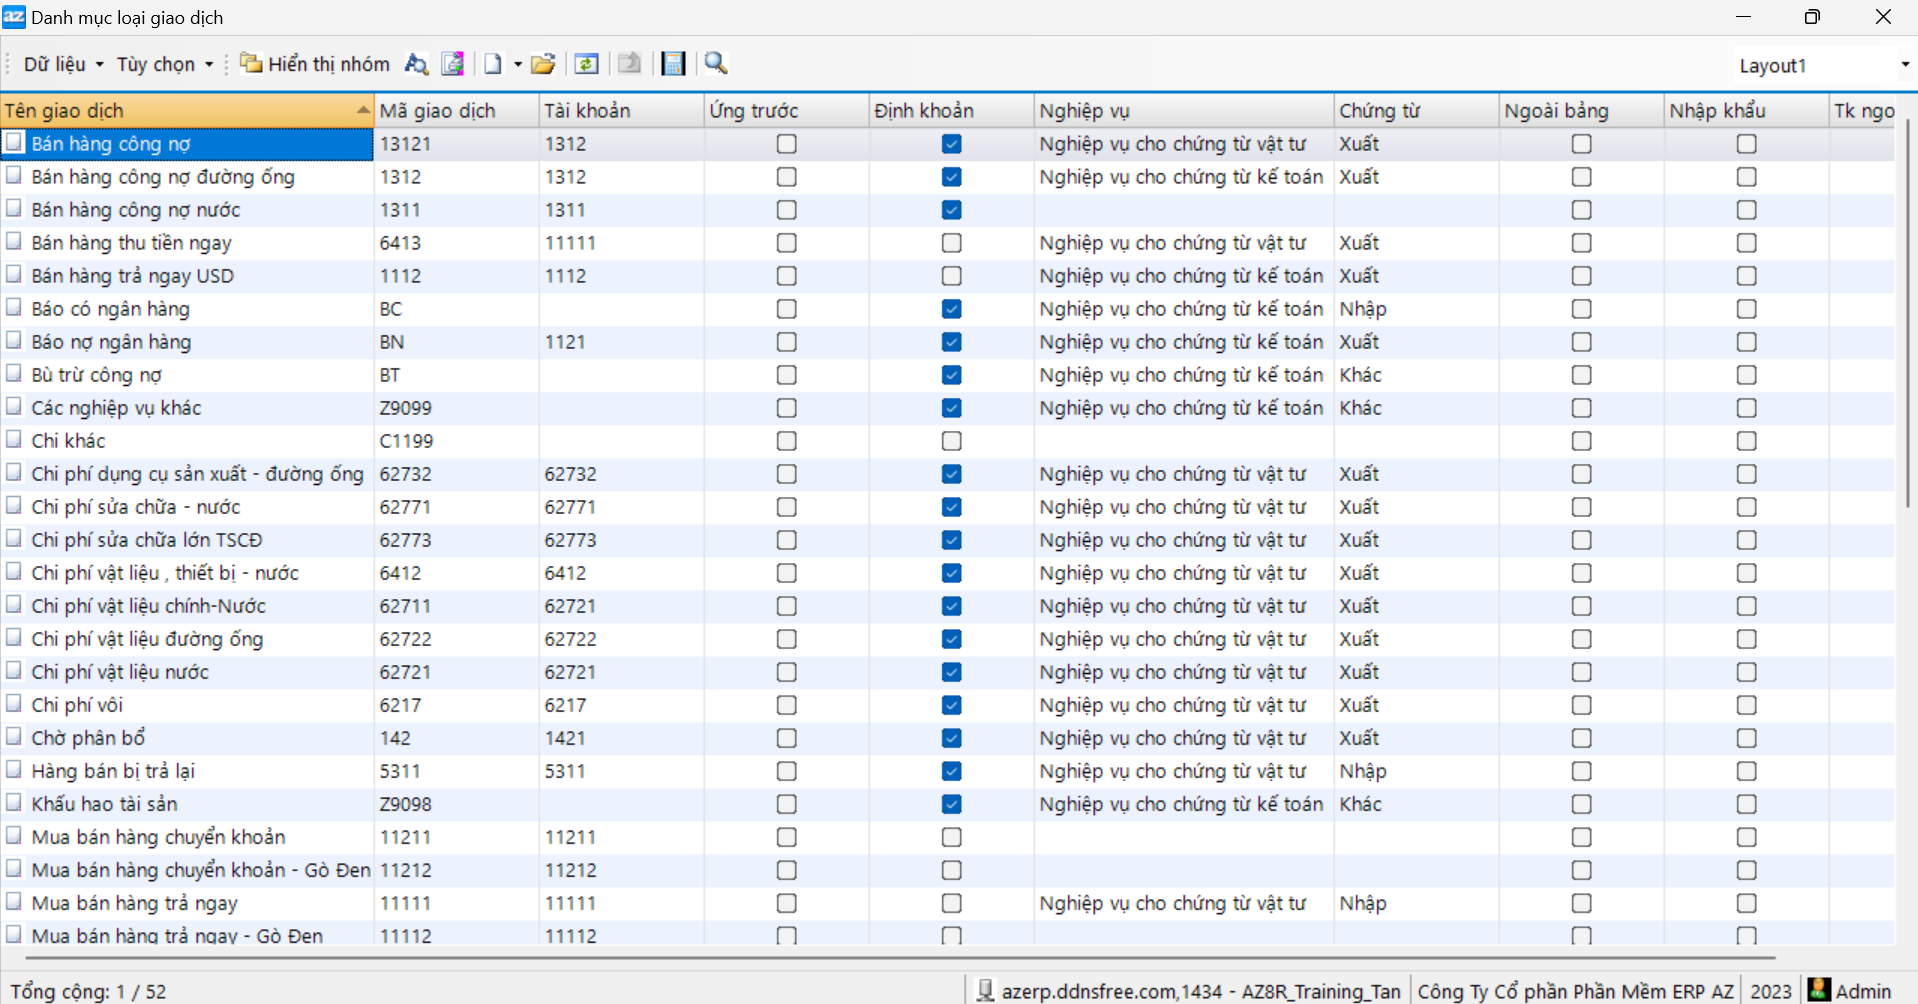 az Danh mục loại giao dịch
Dữ liệu Tùy chọn Hiển thị nhóm Layout1
Tên giao dịch Mã giao dịch Tài khoản Ứng trước Định khoản Nghiệp vụ Chứng từ Ngoài bảng Nhập khẩu Tk ngo
Bán hàng công nợ 13121 1312 Nghiệp vụ cho chứng từ vật tư Xuất
Bán hàng công nợ đường ống 1312 1312 Nghiệp vụ cho chứng từ kế toán Xuất
Bán hàng công nợ nước 1311 1311
Bán hàng thu tiền ngay 6413 11111 Nghiệp vụ cho chứng từ vật tư Xuất
Bán hàng trả ngay USD 1112 1112 Nghiệp vụ cho chứng từ kế toán Xuất
Báo có ngân hàng BC Nghiệp vụ cho chứng từ kế toán Nhập
Báo nợ ngân hàng BN 1121 Nghiệp vụ cho chứng từ kế toán Xuất
Bù trừ công nợ BT Nghiệp vụ cho chứng từ kế toán Khác
Các nghiệp vụ khác Z9099 Nghiệp vụ cho chứng từ kế toán Khác
Chi khác C1199
Chi phí dụng cụ sản xuất - đường ống 62732 62732 Nghiệp vụ cho chứng từ vật tư Xuất
Chi phí sửa chữa - nước 62771 62771 Nghiệp vụ cho chứng từ vật tư Xuất
Chi phí sửa chữa lớn TSCĐ 62773 62773 Nghiệp vụ cho chứng từ vật tư Xuất
Chi phí vật liệu , thiết bị - nước 6412 6412 Nghiệp vụ cho chứng từ vật tư Xuất
Chi phí vật liệu chính-Nước 62711 62721 Nghiệp vụ cho chứng từ vật tư Xuất
Chi phí vật liệu đường ống 62722 62722 Nghiệp vụ cho chứng từ vật tư Xuất
Chi phí vật liệu nước 62721 62721 Nghiệp vụ cho chứng từ vật tư Xuất
Chi phí vôi 6217 6217 Nghiệp vụ cho chứng từ vật tư Xuất
Chờ phân bổ 142 1421 Nghiệp vụ cho chứng từ vật tư Xuất
Hàng bán bị trả lại 5311 5311 Nghiệp vụ cho chứng từ vật tư Nhập
Khấu hao tài sản Z9098 Nghiệp vụ cho chứng từ kế toán Khác
Mua bán hàng chuyển khoản 11211 11211
Mua bán hàng chuyển khoản - Gò Đen 11212 11212
Mua bán hàng trả ngay 11111 11111 Nghiệp vụ cho chứng từ vật tư Nhập
Mua bán hàng trả ngay - Gò Đen 11112 11112
Tổng cộng: 1 / 52 azerp.ddnsfree.com,1434 - AZ8R_Training_Tan Công Ty Cổ phần Phần Mềm ERP AZ 2023 Admin